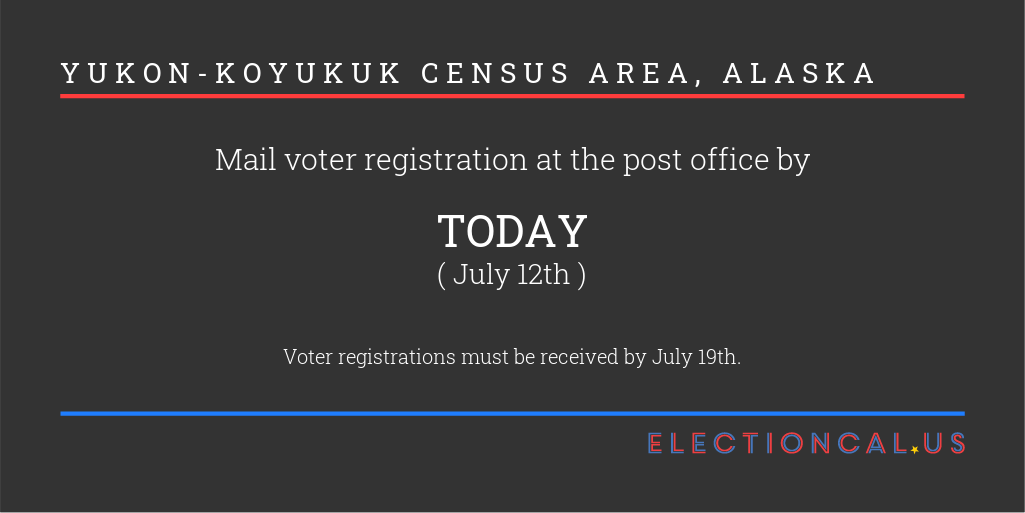 YUKON-KOYUKUK CENSUS AREA, ALASKA
Mail voter registration at the post office by
TODAY
( July 12th )
Voter registrations must be received by July 19th.
ELECTIONCAL.US